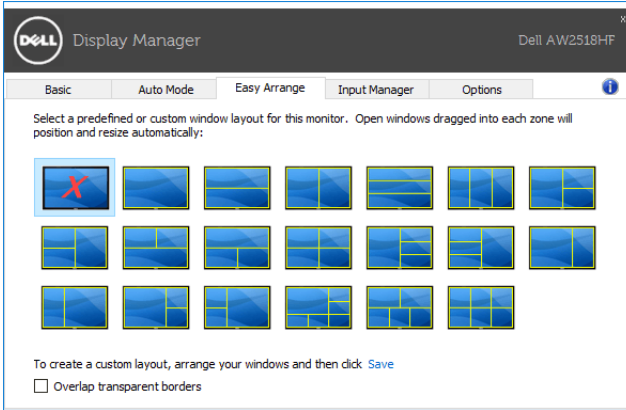 x
DELL Display Manager Dell AW2518HF
Basic Auto Mode Easy Arrange Input Manager Options i
Select a predefined or custom window layout for this monitor. Open windows dragged into each zone will
position and resize automatically:
X
To create a custom layout, arrange your windows and then click Save
Overlap transparent borders